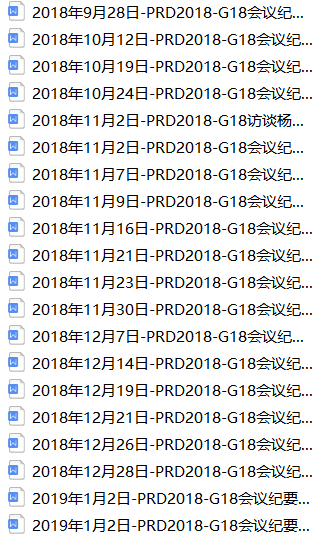 2018年9月28日-PRD2018-G18会议纪...
2018年10月12日-PRD2018-G18会议纪...
2018年10月19日-PRD2018-G18会议纪...
2018年10月24日-PRD2018-G18会议纪...
2018年11月2日-PRD2018-G18访谈杨...
2018年11月2日-PRD2018-G18会议纪...
2018年11月7日-PRD2018-G18会议纪...
2018年11月9日-PRD2018-G18会议纪...
2018年11月16日-PRD2018-G18会议纪...
2018年11月21日-PRD2018-G18会议纪...
2018年11月23日-PRD2018-G18会议纪...
2018年11月30日-PRD2018-G18会议纪...
2018年12月7日-PRD2018-G18会议纪...
2018年12月14日-PRD2018-G18会议纪...
2018年12月19日-PRD2018-G18会议纪...
2018年12月21日-PRD2018-G18会议纪...
2018年12月26日-PRD2018-G18会议纪...
2018年12月28日-PRD2018-G18会议纪...
2019年1月2日-PRD2018-G18会议纪要...
2019年1月2日-PRD2018-G18会议纪要...